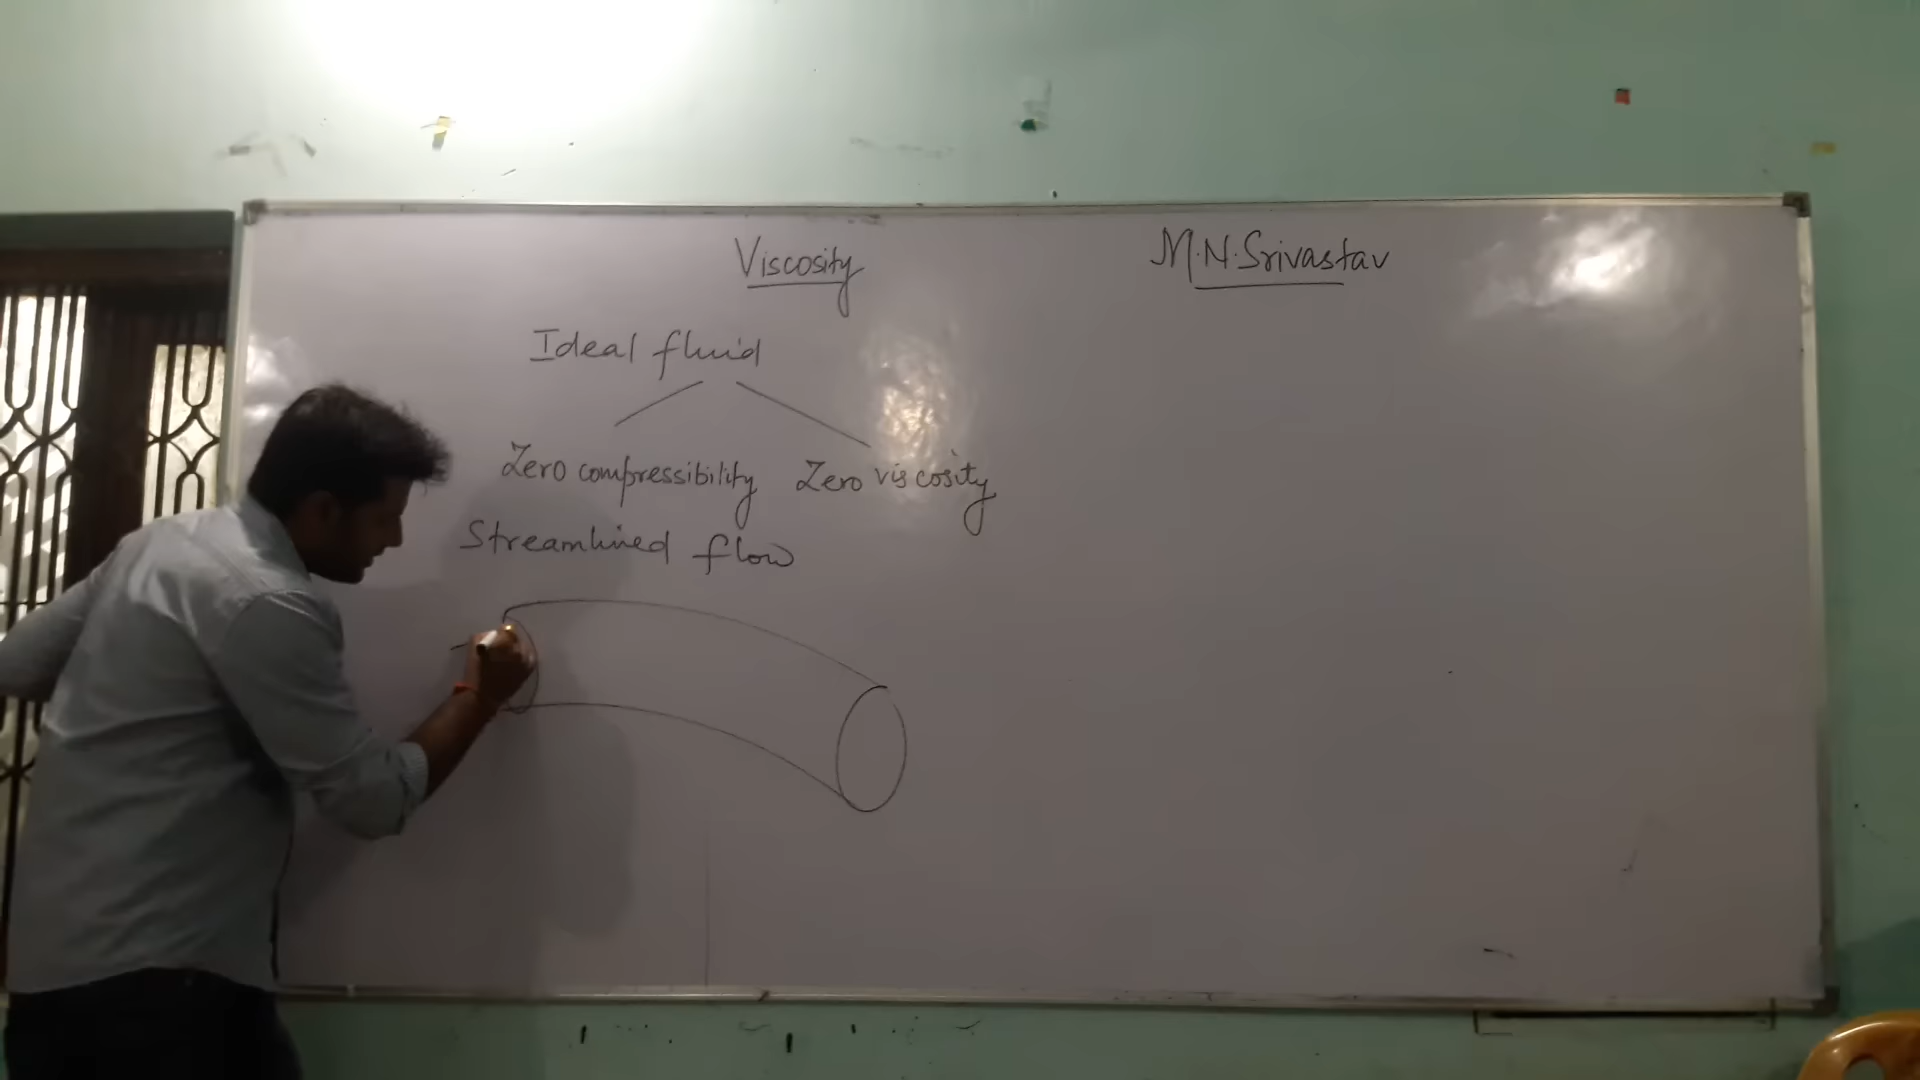 Viscosity
M.N.Srivastav
Ideal fluid
Zero compressibility Zero viscosity
Streamlined flow